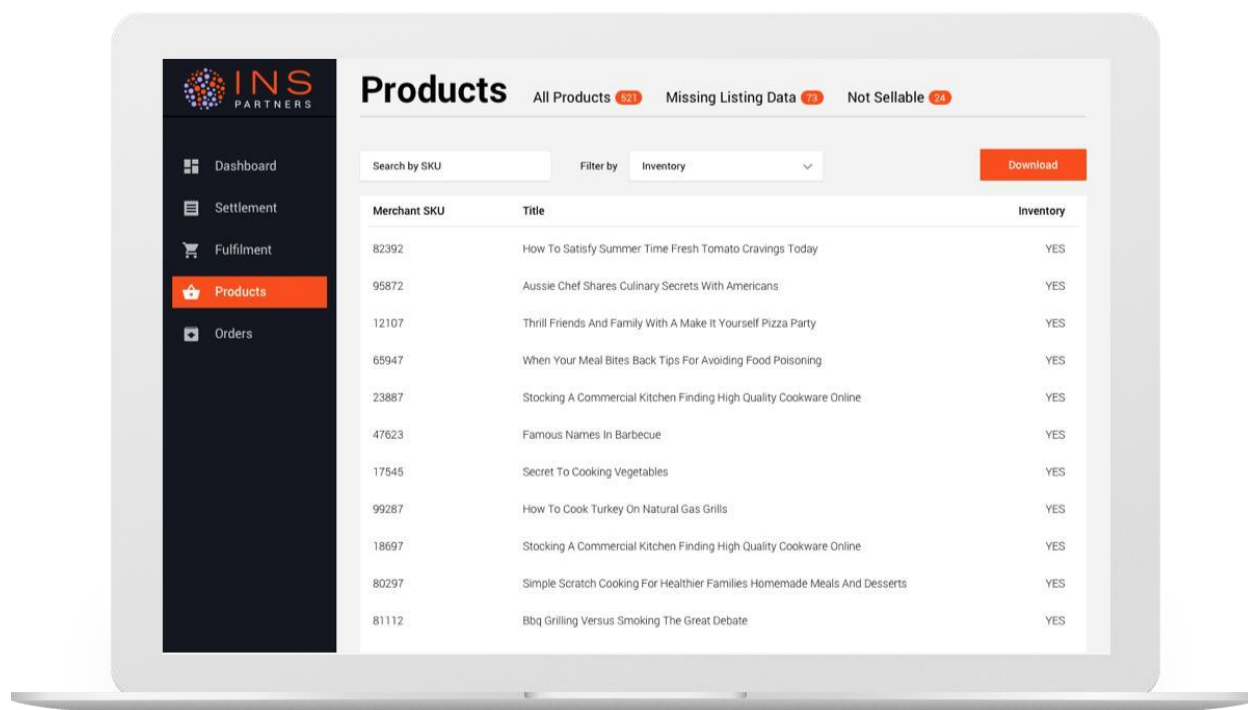 INS
PARTNERS
Dashboard
Settlement
Fulfilment
Products
Orders
Products All Products 521 Missing Listing Data 73 Not Sellable 24
Search by SKU Filter by Inventory Download
Merchant SKU Title Inventory
82392 How To Satisfy Summer Time Fresh Tomato Cravings Today YES
95872 Aussie Chef Shares Culinary Secrets With Americans YES
12107 Thrill Friends And Family With A Make It Yourself Pizza Party YES
65947 When Your Meal Bites Back Tips For Avoiding Food Poisoning YES
23887 Stocking A Commercial Kitchen Finding High Quality Cookware Online YES
47623 Famous Names In Barbecue YES
17545 Secret To Cooking Vegetables YES
99287 How To Cook Turkey On Natural Gas Grills YES
18697 Stocking A Commercial Kitchen Finding High Quality Cookware Online YES
80297 Simple Scratch Cooking For Healthier Families Homemade Meals And Desserts YES
81112 Bbq Grilling Versus Smoking The Great Debate YES